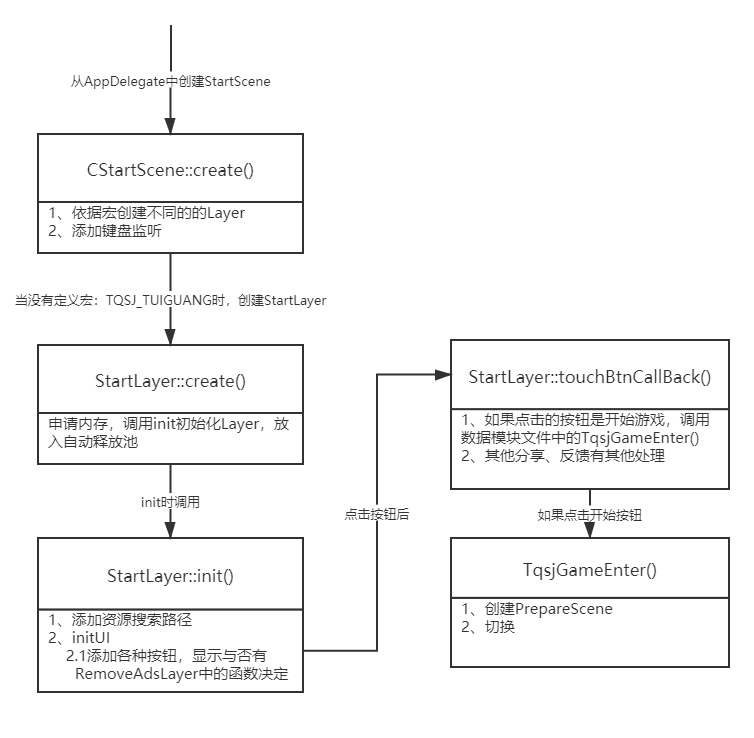 从AppDelegate中创建StartScene
CStartScene::create()
1、依据宏创建不同的的Layer
2、添加键盘监听
当没有定义宏：TQSJ_TUIGUANG时，创建StartLayer
StartLayer::create()
申请内存，调用init初始化Layer，放
入自动释放池
init时调用
StartLayer::init()
1、添加资源搜索路径
2、initUI
2.1添加各种按钮，显示与否有
RemoveAdsLayer中的函数决定
点击按钮后
StartLayer::touchBtnCallBack()
1、如果点击的按钮是开始游戏，调用
数据模块文件中的TqsjGameEnter()
2、其他分享、反馈有其他处理
如果点击开始按钮
TqsjGameEnter()
1、创建PrepareScene
2、切换